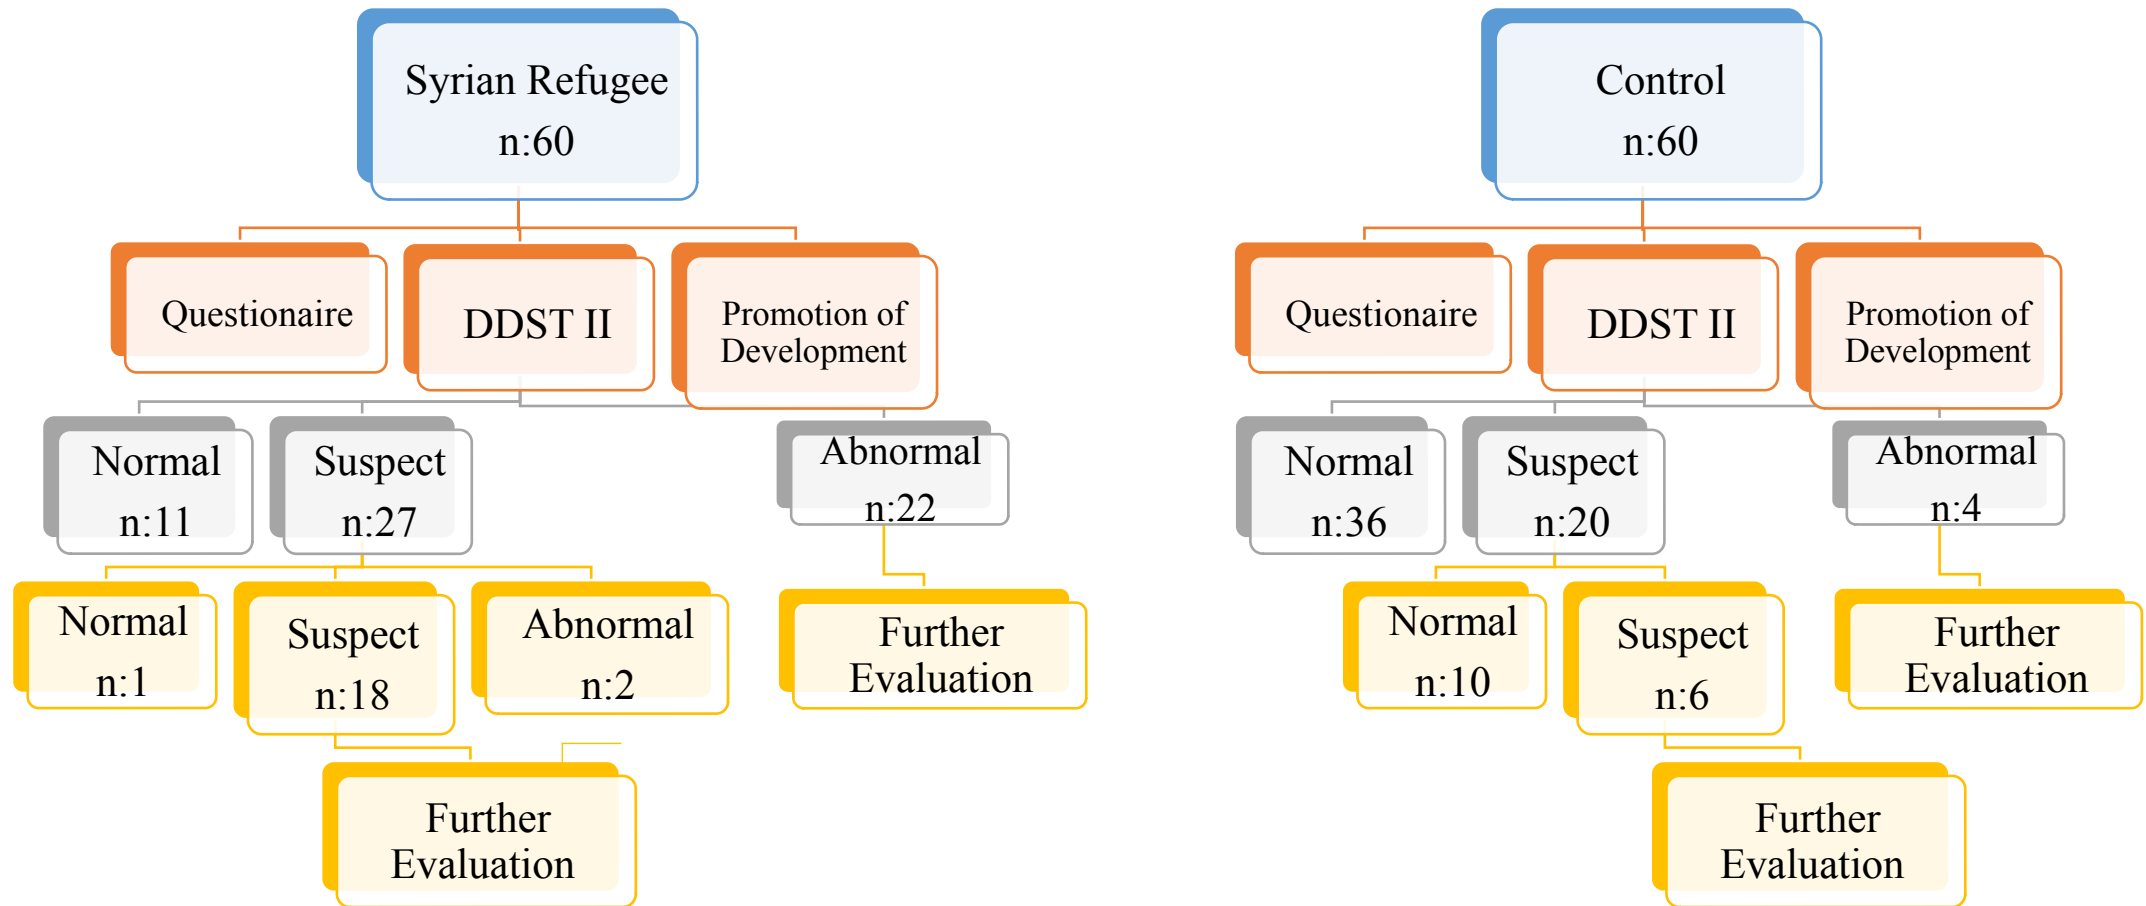 Syrian Refugee
n:60
Questionaire
DDST II
Promotion of
Development
Normal
n:11
Suspect
n:27
Abnormal
n:22
Normal
n:1
Suspect
n:18
Abnormal
n:2
Further
Evaluation
Further
Evaluation
Control
n:60
Questionaire
DDST II
Promotion of
Development
Normal
n:36
Suspect
n:20
Abnormal
n:4
Normal
n:10
Suspect
n:6
Further
Evaluation
Further
Evaluation